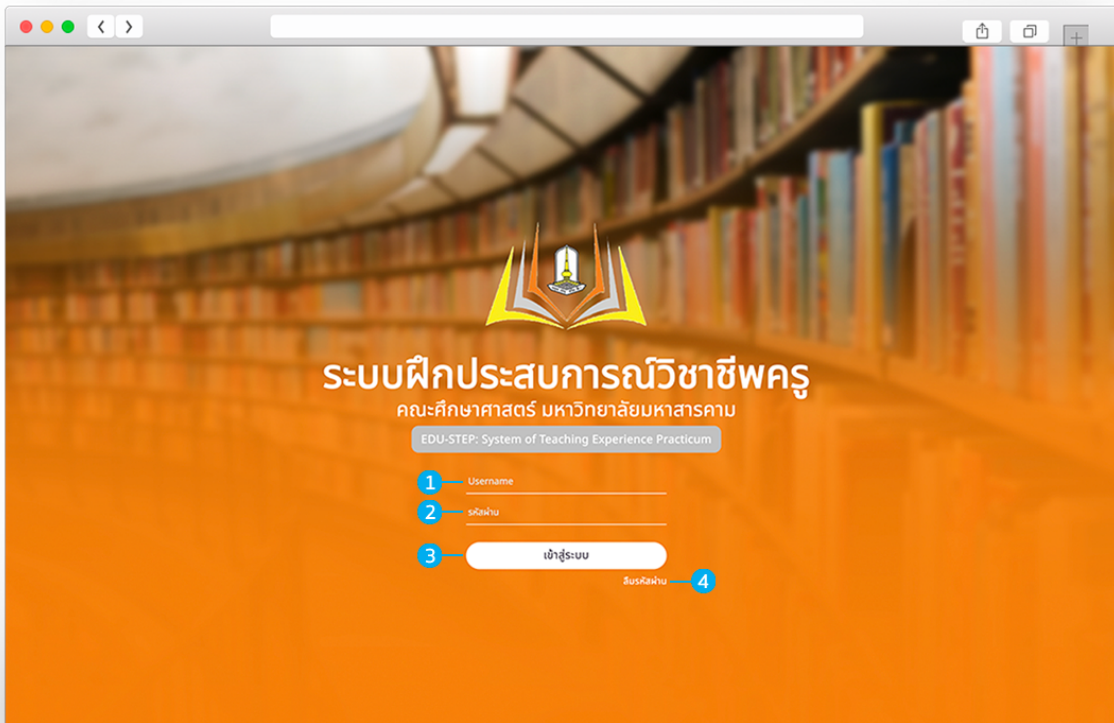 ระบบฝึกประสบการณ์วิชาชีพครู
คณะศึกษาศาสตร์ มหาวิทยาลัยมหาสารคาม
EDU-STEP: System of Teaching Experience Practicum
1 Username
2 รหัสผ่าน
3 เข้าสู่ระบบ
ลืมรหัสผ่าน 4